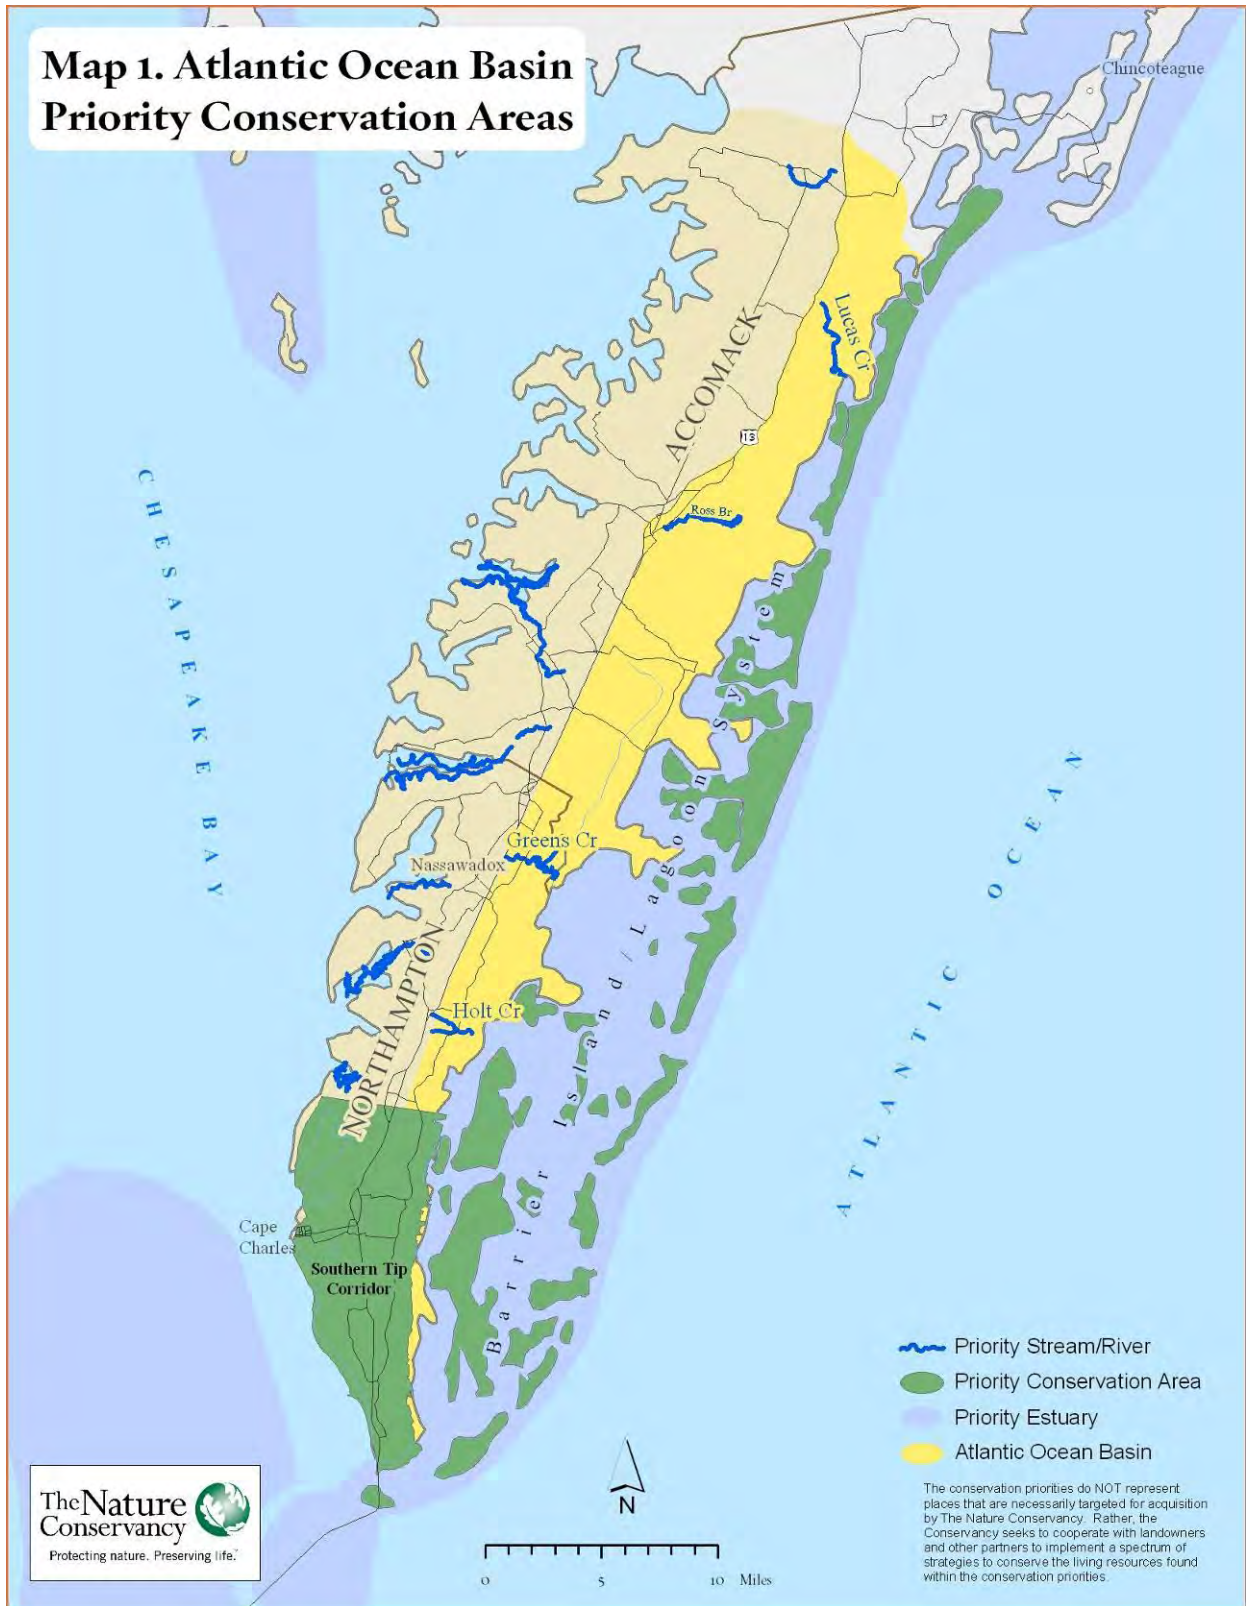 Map 1. Atlantic Ocean Basin
Priority Conservation Areas
Chincoteague
Lucas Cr
ACCOMACK
13
Ross Br
CHESAPEAKE BAY
Barrier Island/Lagoon System
ATLANTIC OCEAN
Greens Cr
Nassawadox
NORTHAMPTON
Holt Cr
Cape
Charles
Southern Tip
Corridor
Priority Stream/River
Priority Conservation Area
Priority Estuary
Atlantic Ocean Basin
The conservation priorities do NOT represent
places that are necessarily targeted for acquisition
by The Nature Conservancy. Rather, the
Conservancy seeks to cooperate with landowners
and other partners to implement a spectrum of
strategies to conserve the living resources found
within the conservation priorities.
N
0 5 10 Miles
The Nature
Conservancy
Protecting nature. Preserving life.™